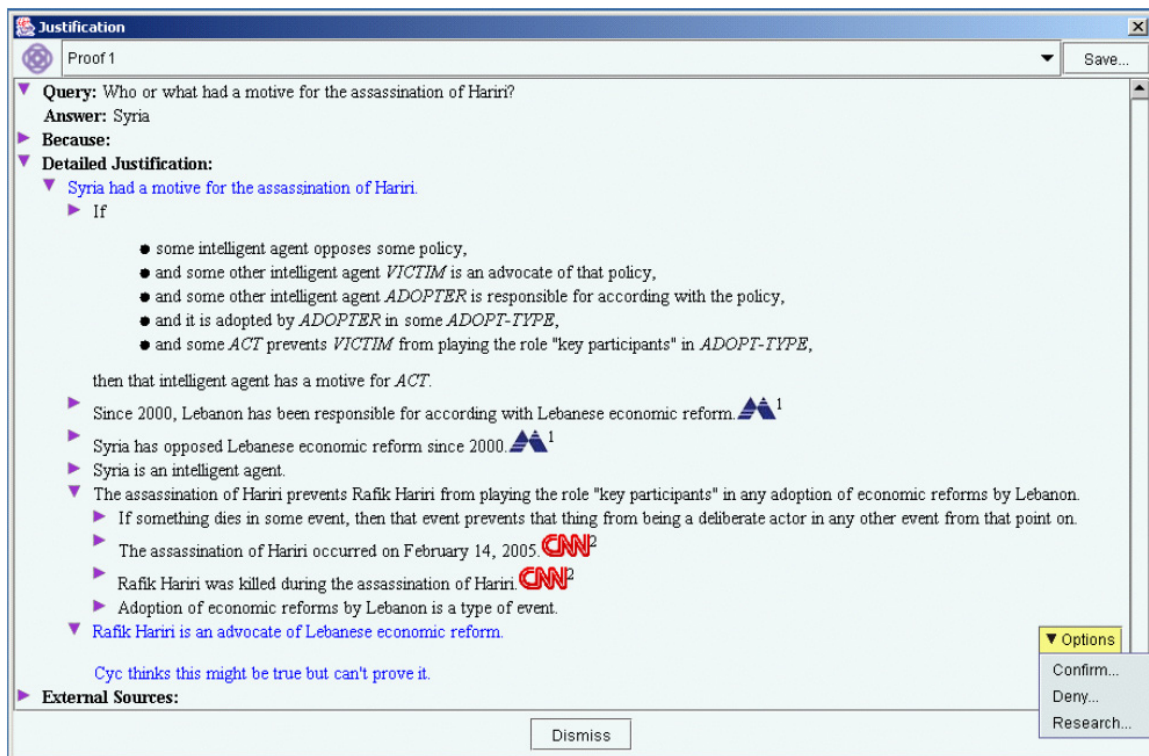 Justification
Proof 1
Save...
Query: Who or what had a motive for the assassination of Hariri?
Answer: Syria
Because:
Detailed Justification:
Syria had a motive for the assassination of Hariri.
If
● some intelligent agent opposes some policy,
● and some other intelligent agent VICTIM is an advocate of that policy,
● and some other intelligent agent ADOPTER is responsible for according with the policy,
● and it is adopted by ADOPTER in some ADOPT-TYPE,
● and some ACT prevents VICTIM from playing the role "key participants" in ADOPT-TYPE,
then that intelligent agent has a motive for ACT.
Since 2000, Lebanon has been responsible for according with Lebanese economic reform. 1
Syria has opposed Lebanese economic reform since 2000. 1
Syria is an intelligent agent.
The assassination of Hariri prevents Rafik Hariri from playing the role "key participants" in any adoption of economic reforms by Lebanon.
If something dies in some event, then that event prevents that thing from being a deliberate actor in any other event from that point on.
The assassination of Hariri occurred on February 14, 2005. CNN 2
Rafik Hariri was killed during the assassination of Hariri. CNN 2
Adoption of economic reforms by Lebanon is a type of event.
Rafik Hariri is an advocate of Lebanese economic reform.
Options
Cyc thinks this might be true but can't prove it.
Confirm...
Deny...
External Sources:
Research...
Dismiss